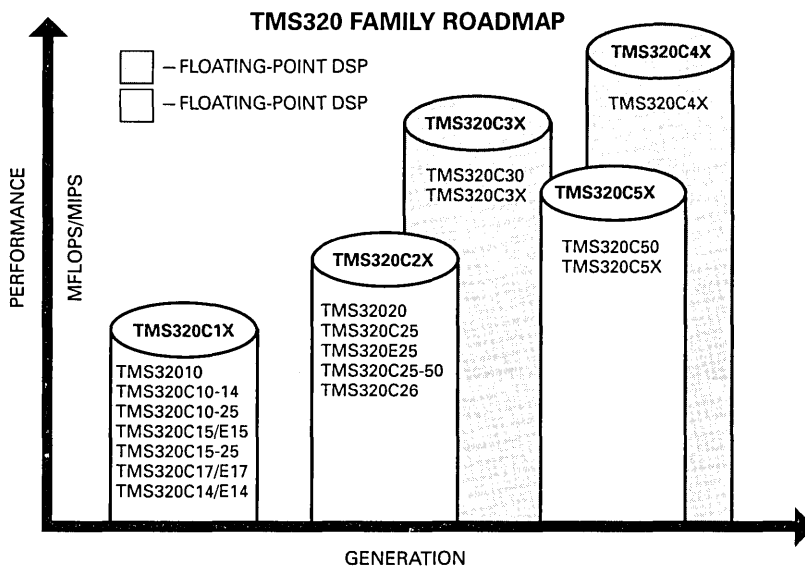 TMS320 FAMILY ROADMAP
– FLOATING-POINT DSP
– FLOATING-POINT DSP
PERFORMANCE
MFLOPS/MIPS
TMS320C1X
TMS32010
TMS320C10-14
TMS320C10-25
TMS320C15/E15
TMS320C15-25
TMS320C17/E17
TMS320C14/E14
TMS320C2X
TMS32020
TMS320C25
TMS320E25
TMS320C25-50
TMS320C26
TMS320C3X
TMS320C30
TMS320C3X
TMS320C5X
TMS320C50
TMS320C5X
TMS320C4X
TMS320C4X
GENERATION